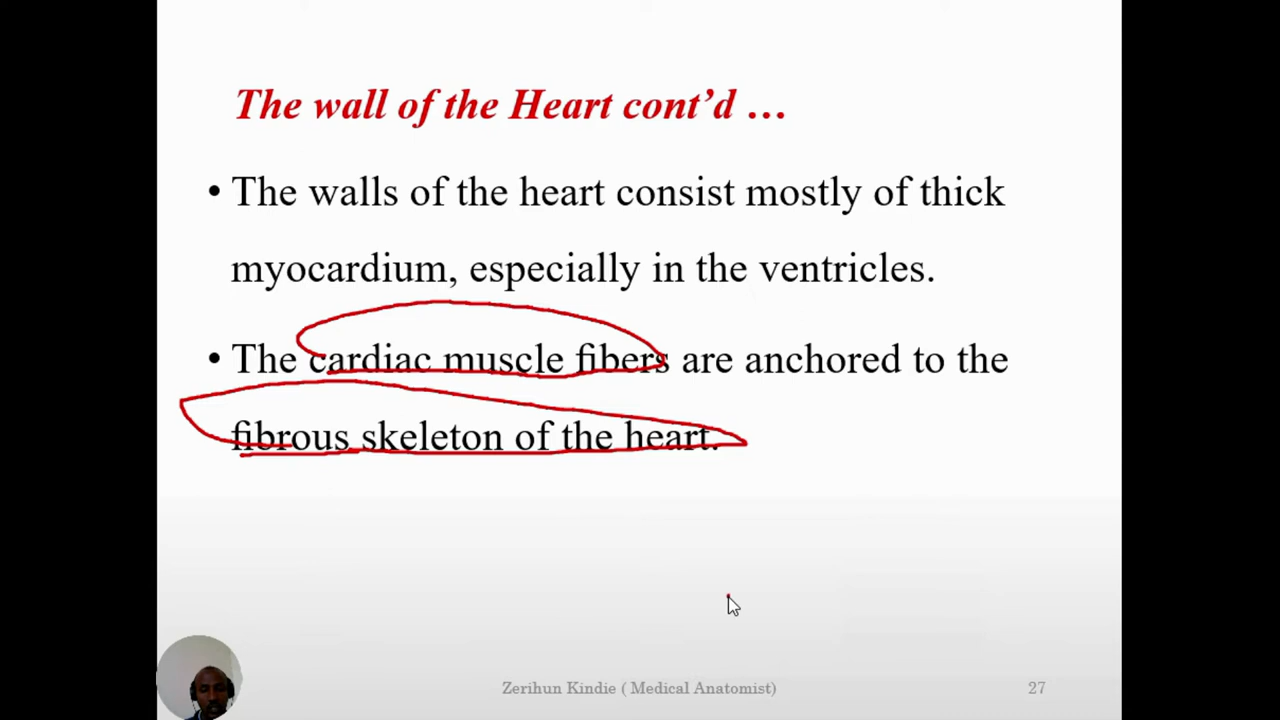 The wall of the Heart cont’d …
• The walls of the heart consist mostly of thick
myocardium, especially in the ventricles.
• The cardiac muscle fibers are anchored to the
fibrous skeleton of the heart.
Zerihun Kindie ( Medical Anatomist)
27